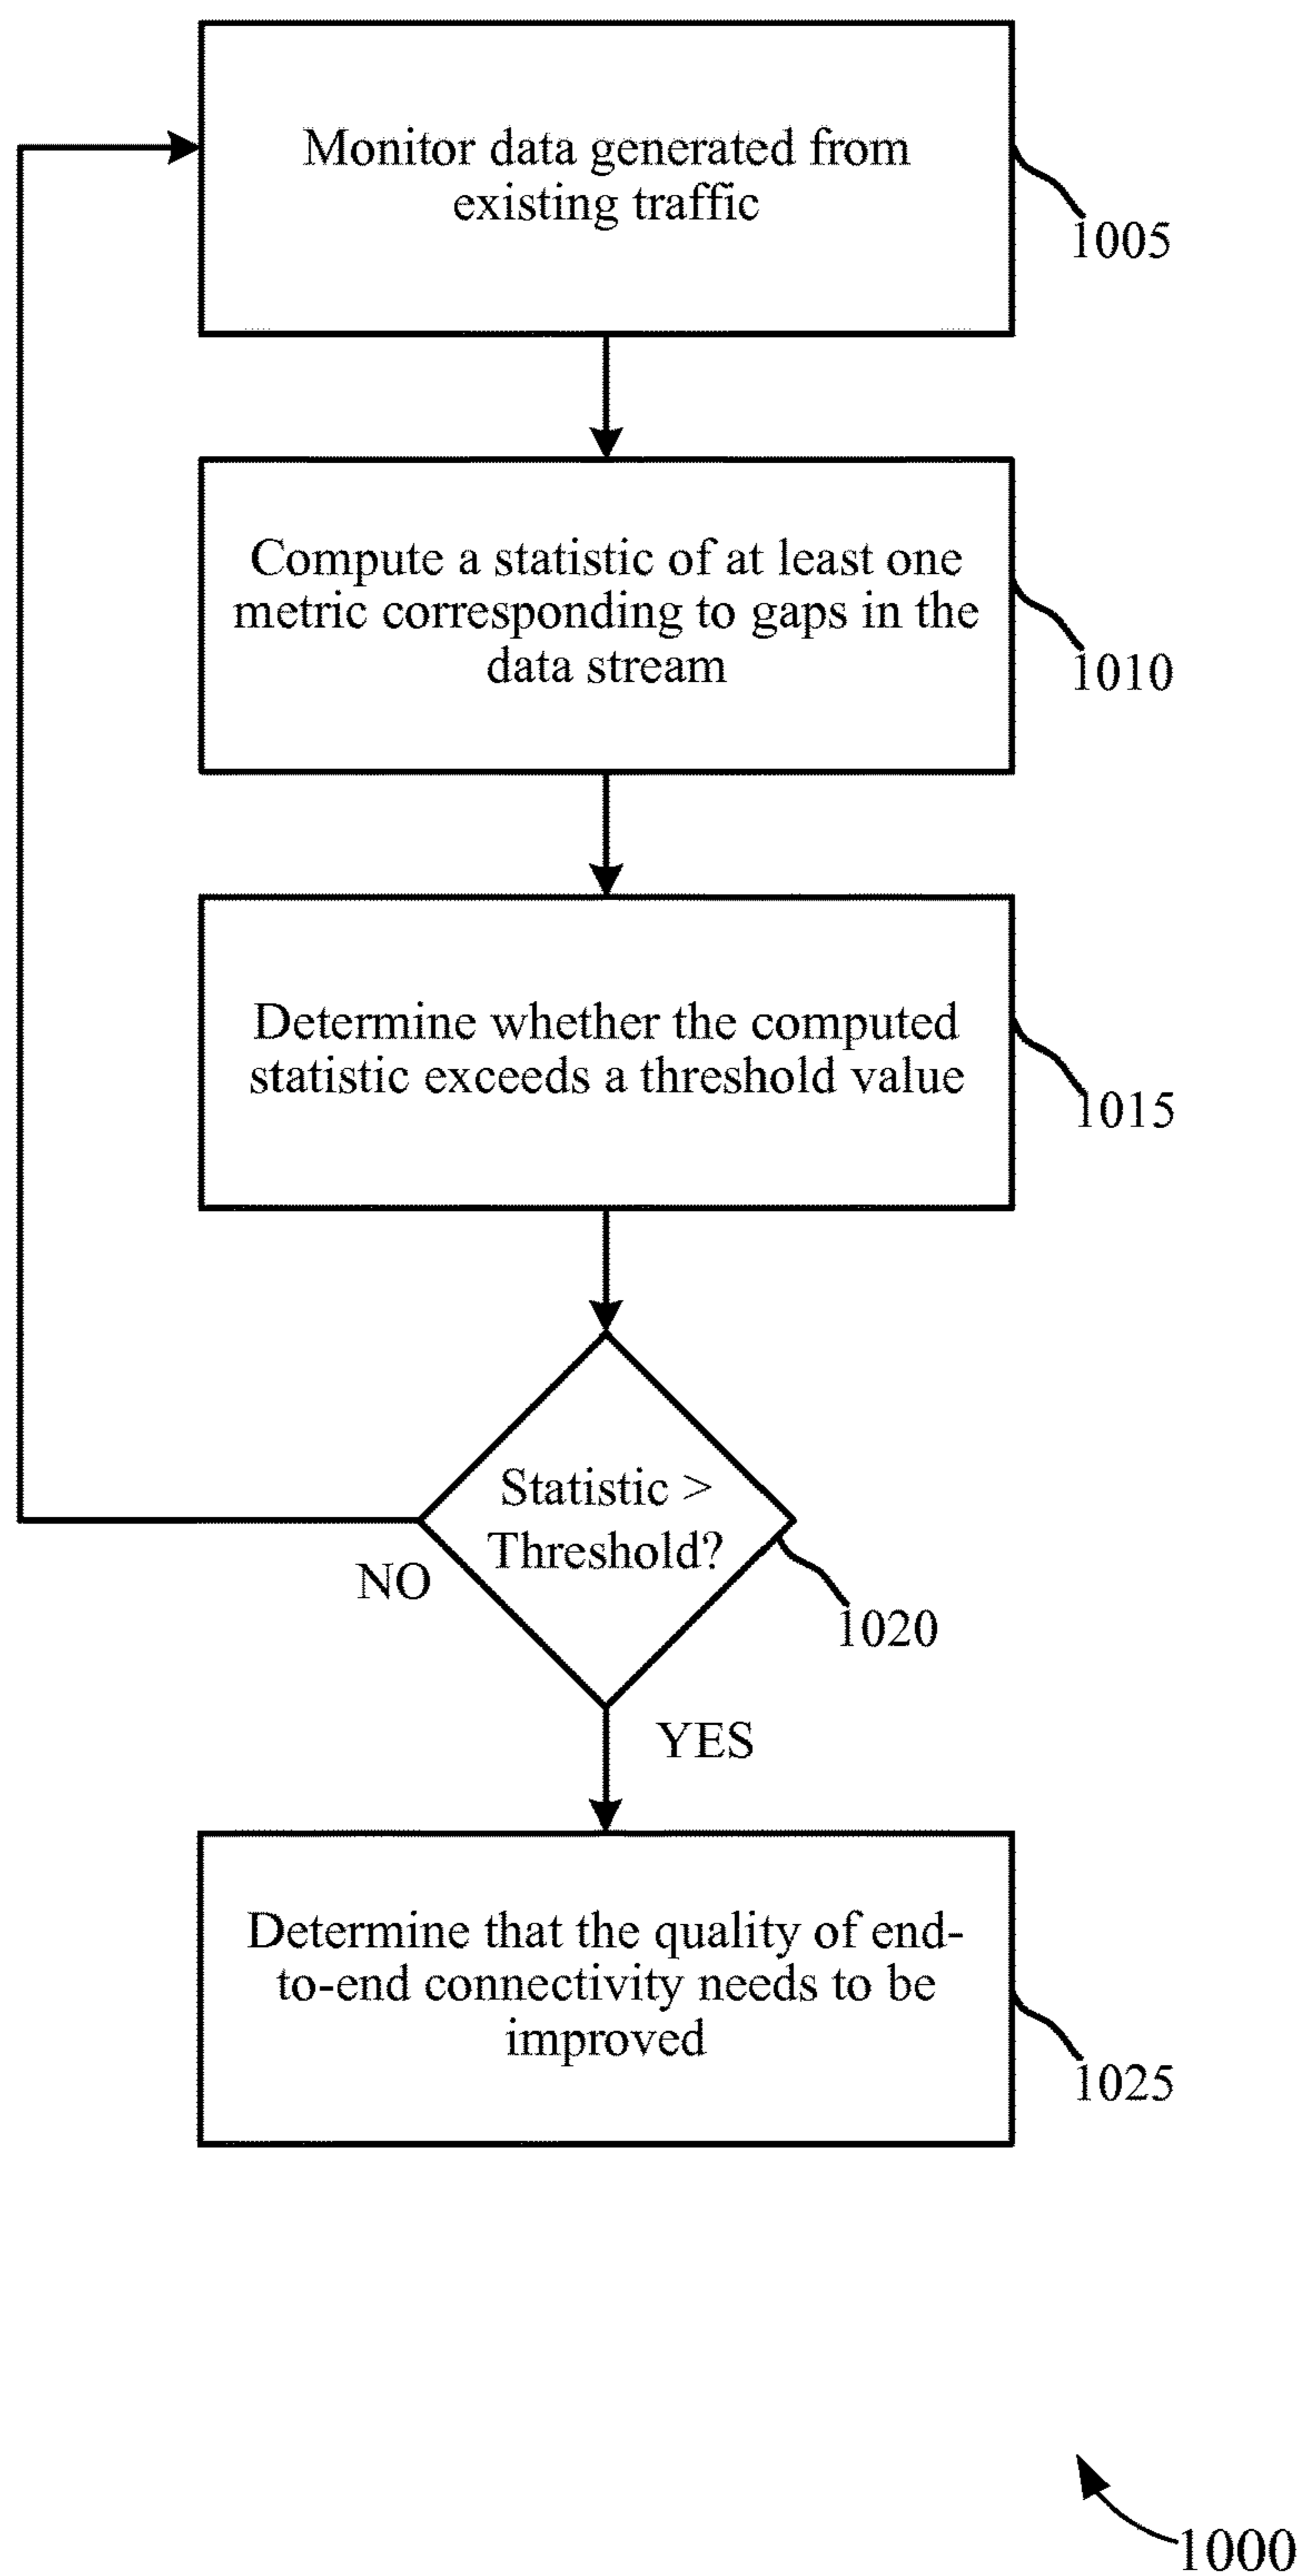 Monitor data generated from
existing traffic
1005
Compute a statistic of at least one
metric corresponding to gaps in the
data stream
1010
Determine whether the computed
statistic exceeds a threshold value
1015
Statistic >
Threshold?
NO
1020
YES
Determine that the quality of end-
to-end connectivity needs to be
improved
1025
1000